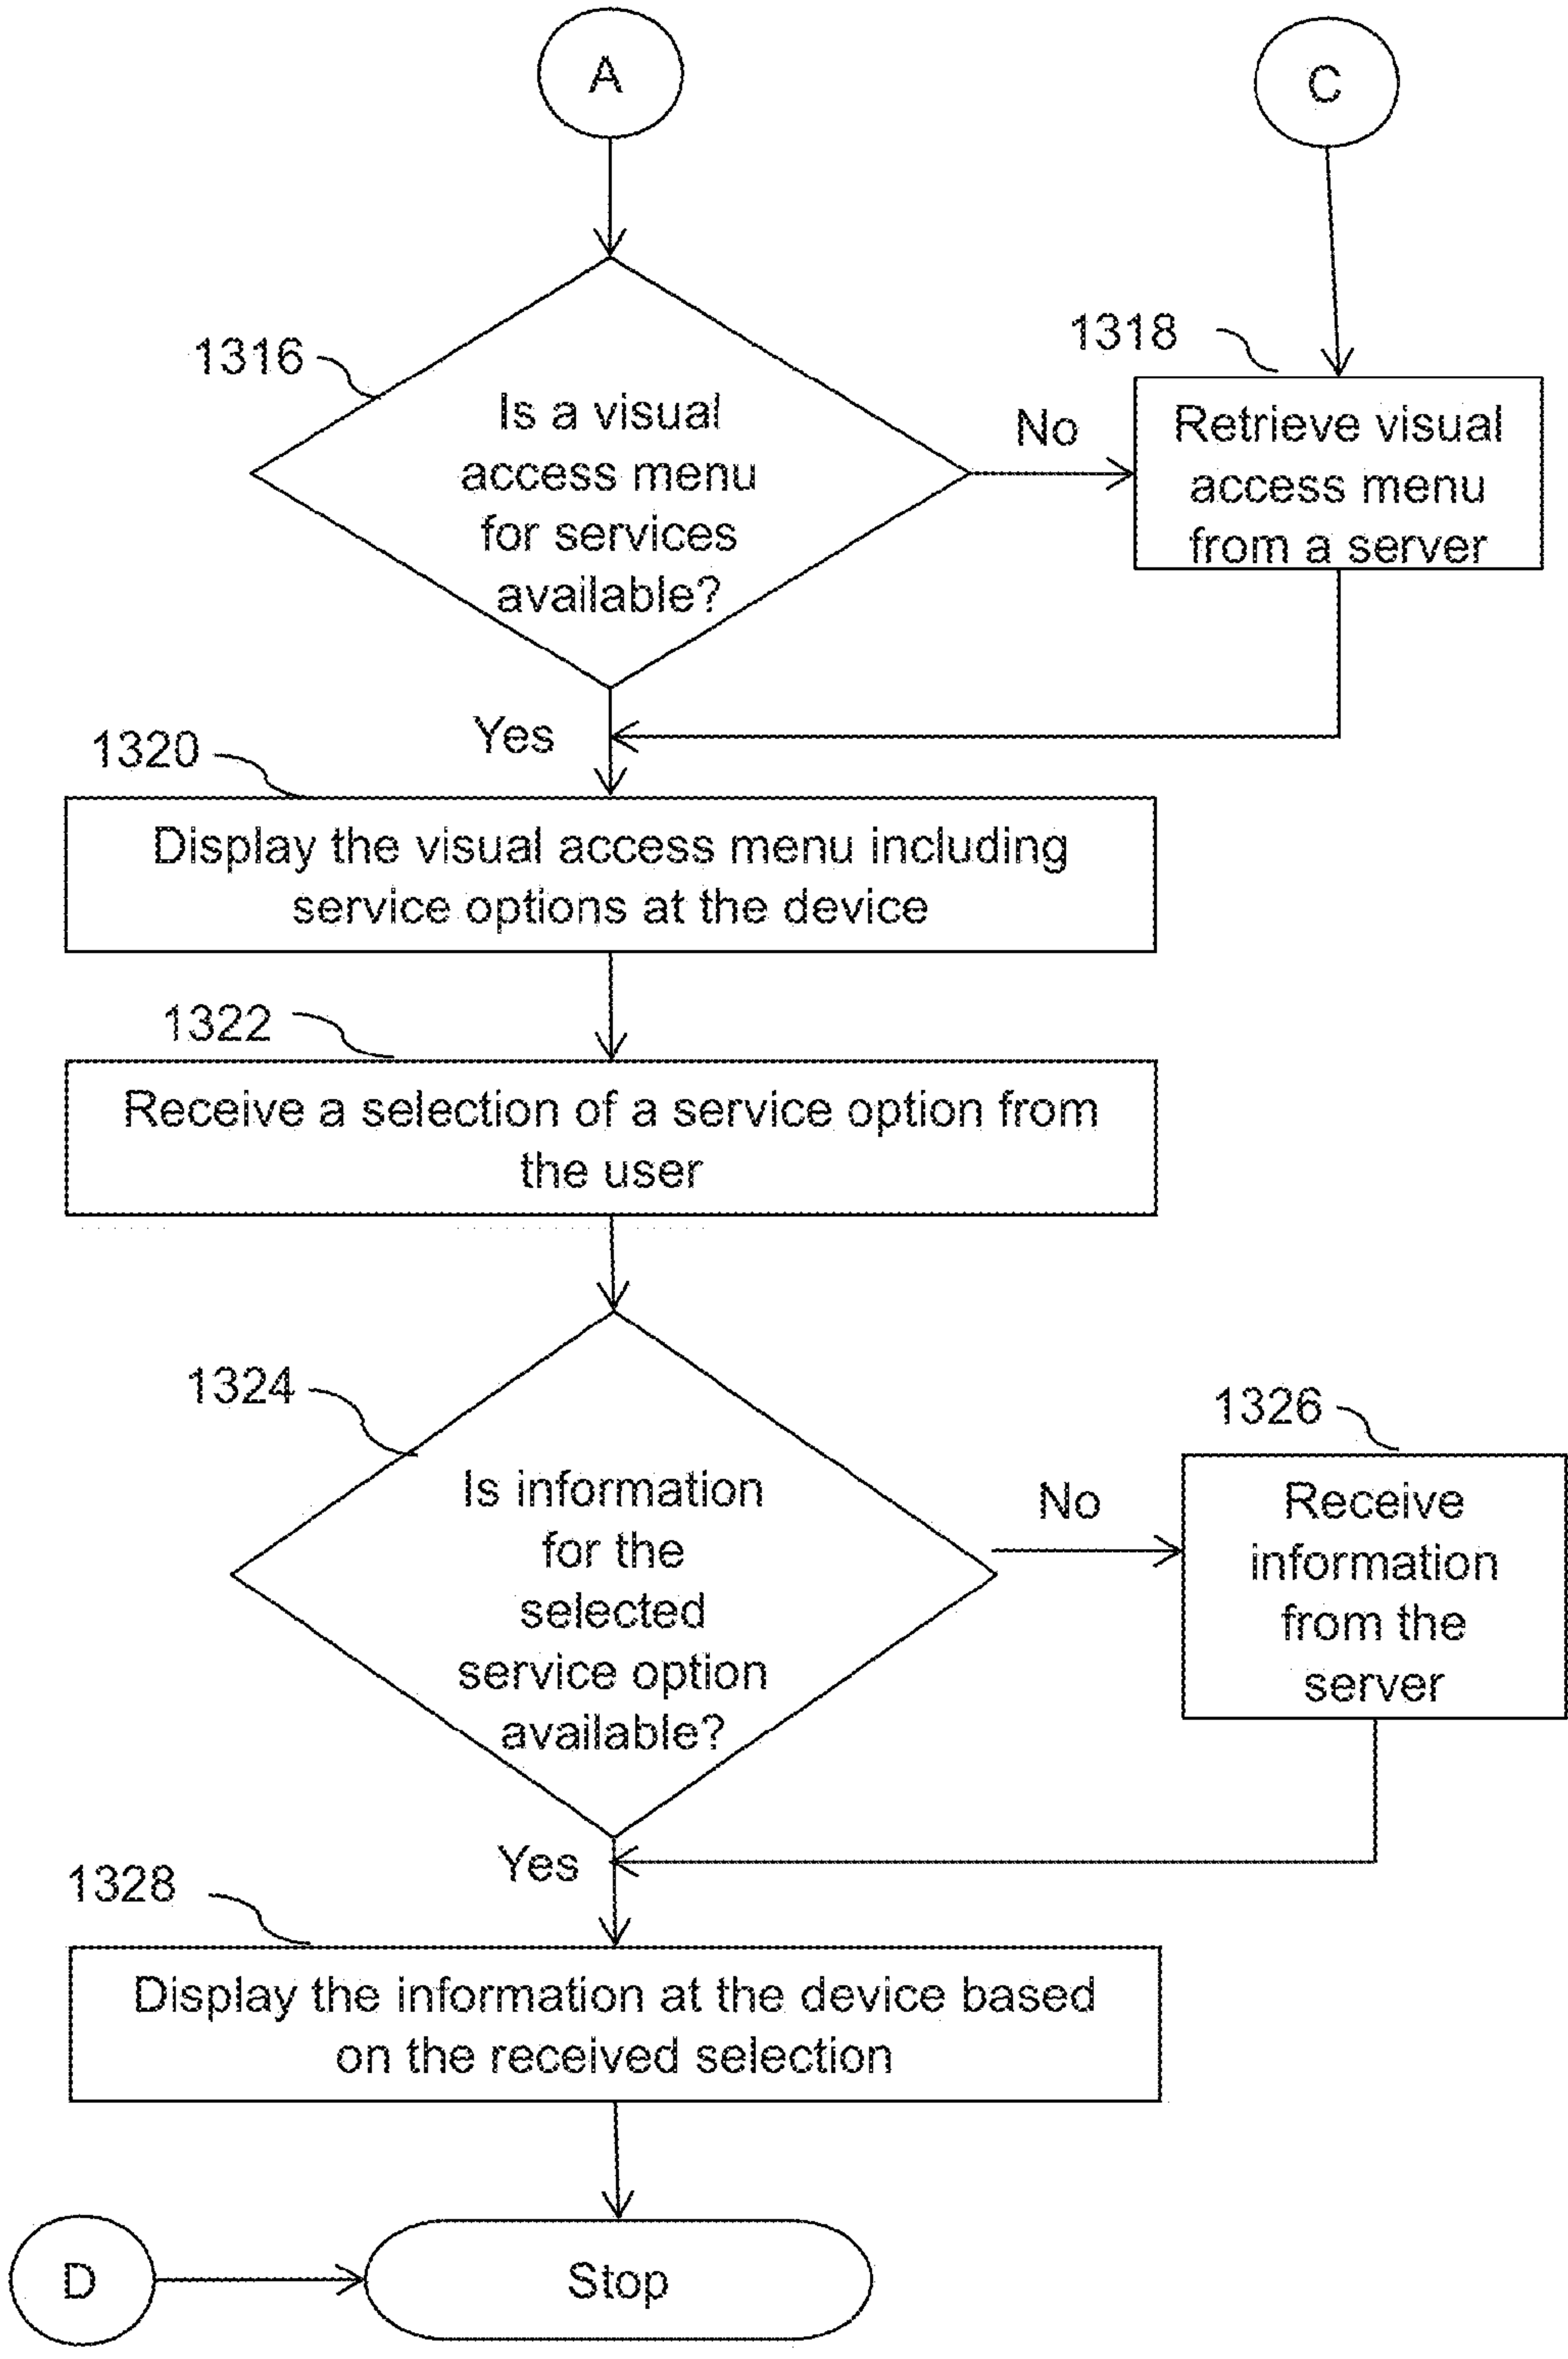 A
C
1316
Is a visual
access menu
for services
available?
No
1318
Retrieve visual
access menu
from a server
Yes
1320
Display the visual access menu including
service options at the device
1322
Receive a selection of a service option from
the user
1324
Is information
for the
selected
service option
available?
No
1326
Receive
information
from the
server
Yes
1328
Display the information at the device based
on the received selection
D
Stop